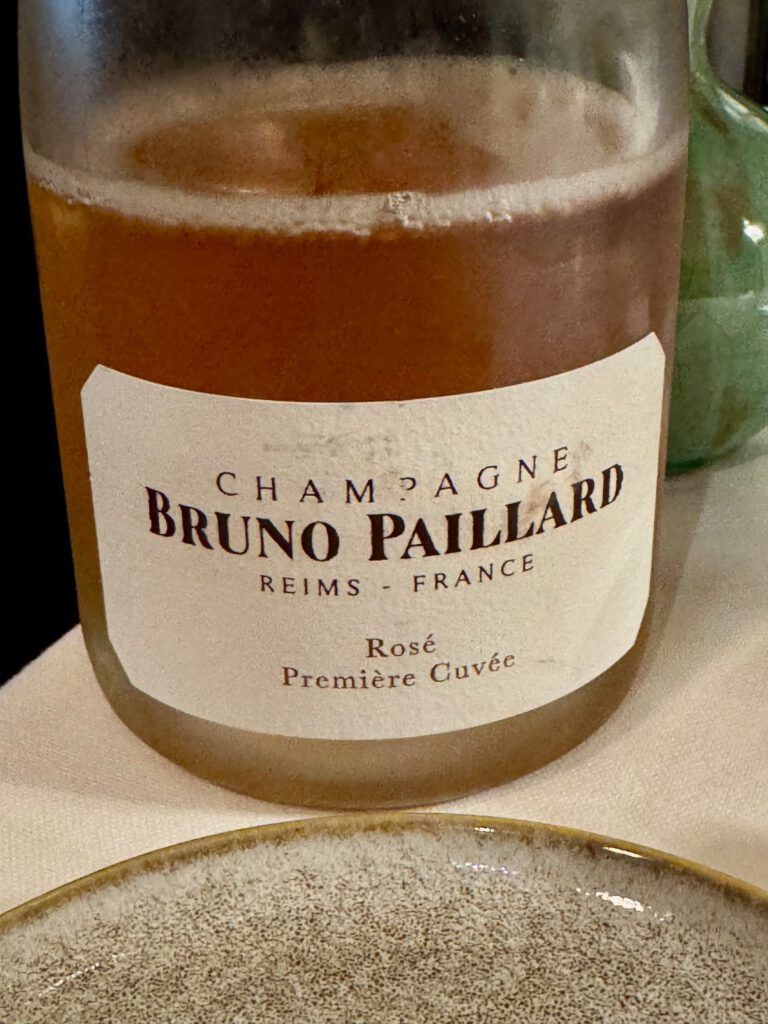 CHAMPAGNE
BRUNO PAILLARD
REIMS - FRANCE
Rosé
Première Cuvée